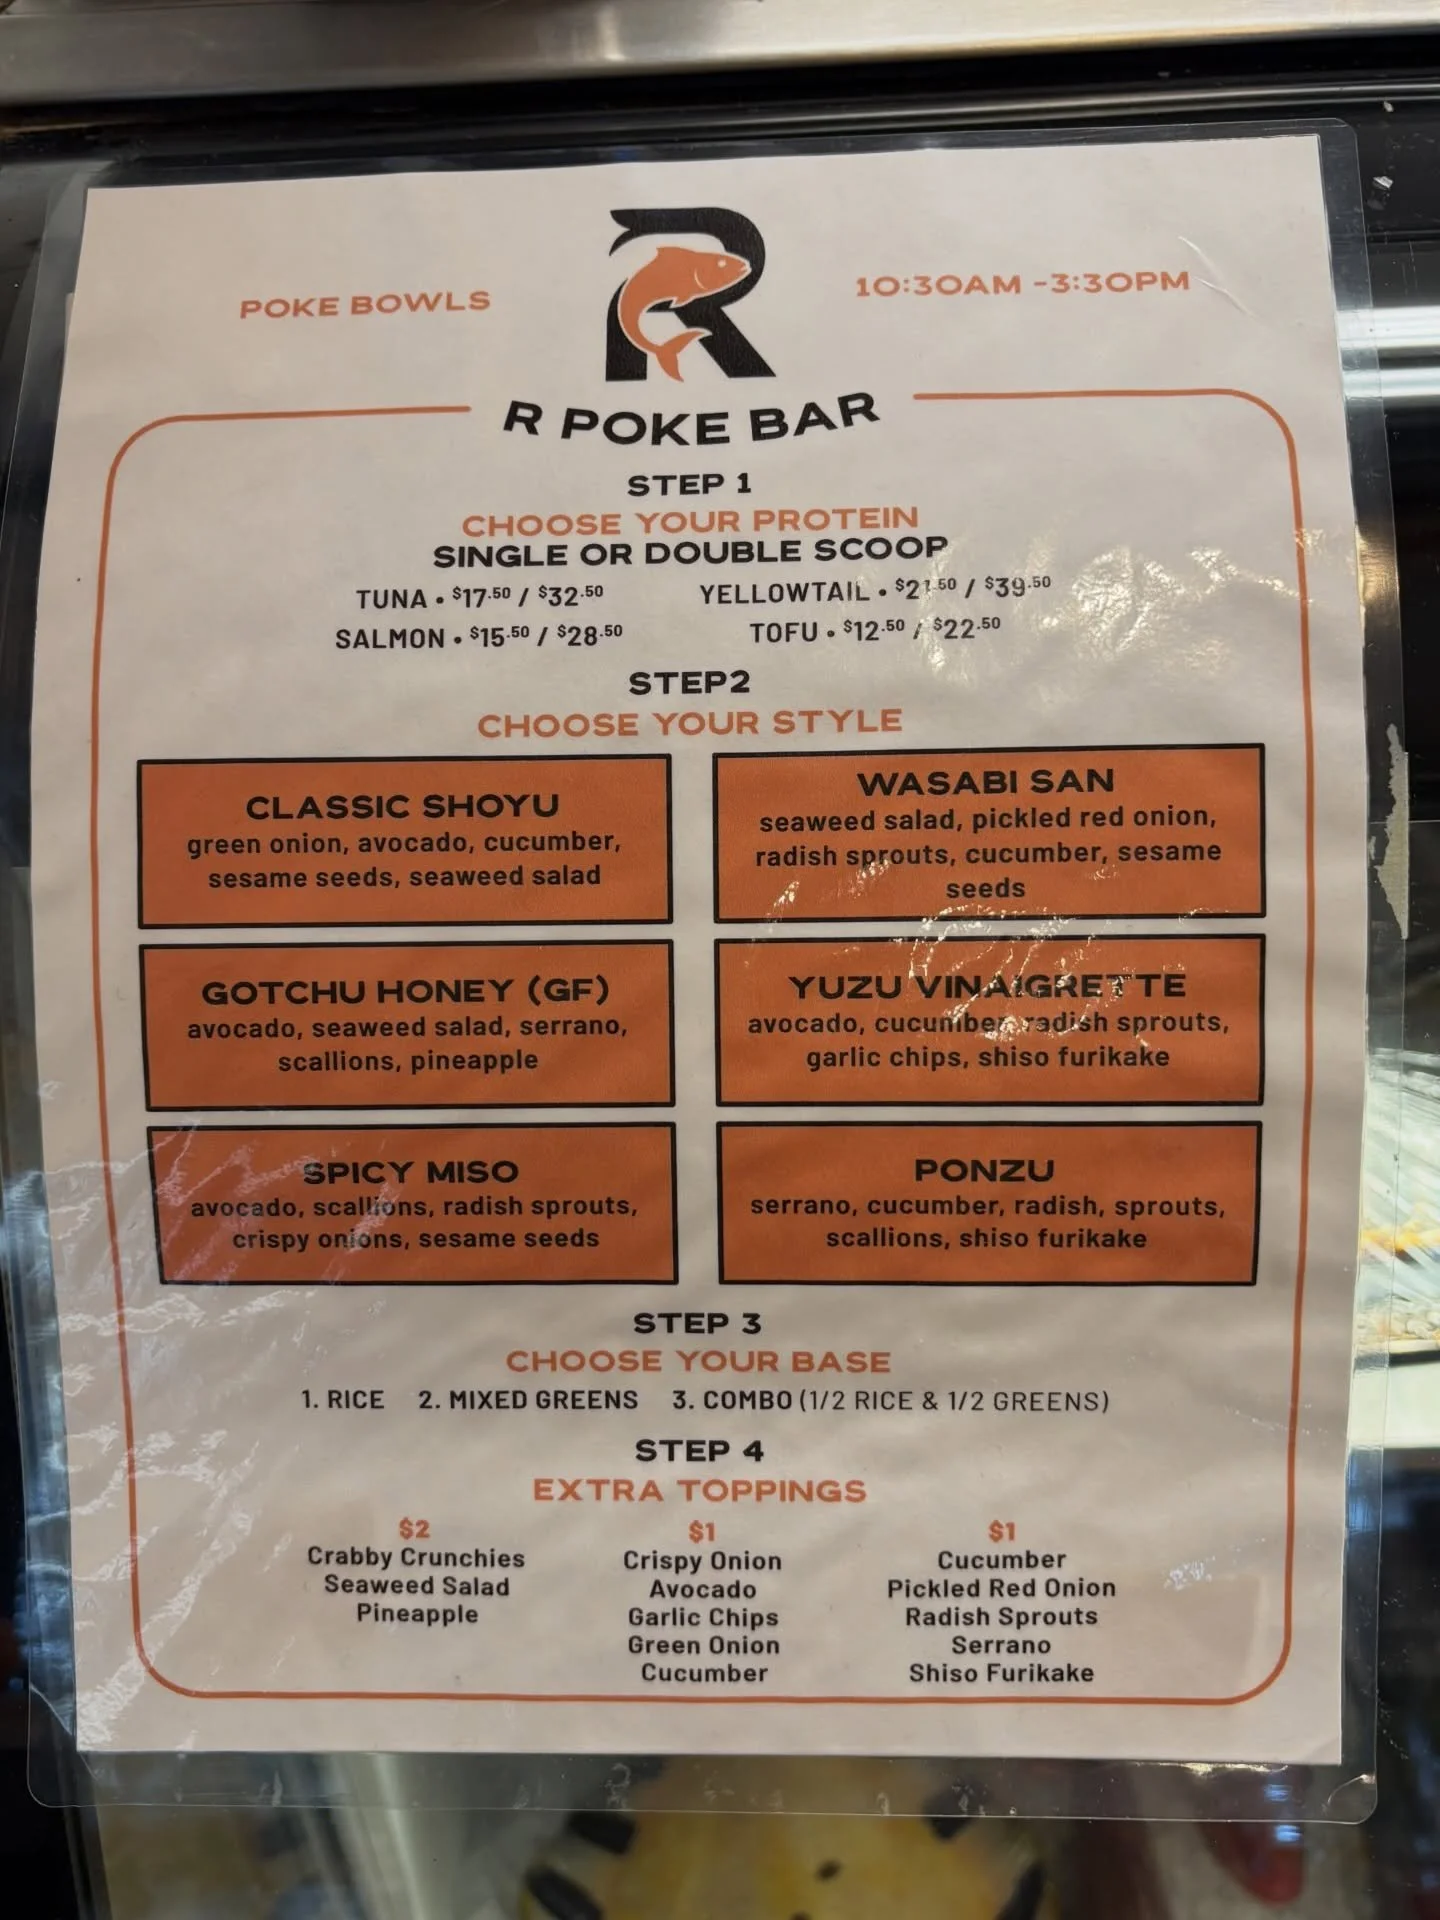 POKE BOWLS
10:30AM -3:30PM
R POKE BAR
STEP 1
CHOOSE YOUR PROTEIN
SINGLE OR DOUBLE SCOOP
TUNA • $17.50 / $32.50
YELLOWTAIL • $21.50 / $39.50
SALMON • $15.50 / $28.50
TOFU • $12.50 / $22.50
STEP2
CHOOSE YOUR STYLE
CLASSIC SHOYU
green onion, avocado, cucumber,
sesame seeds, seaweed salad
WASABI SAN
seaweed salad, pickled red onion,
radish sprouts, cucumber, sesame
seeds
GOTCHU HONEY (GF)
avocado, seaweed salad, serrano,
scallions, pineapple
YUZU VINAIGRETTE
avocado, cucumber, radish sprouts,
garlic chips, shiso furikake
SPICY MISO
avocado, scallions, radish sprouts,
crispy onions, sesame seeds
PONZU
serrano, cucumber, radish, sprouts,
scallions, shiso furikake
STEP 3
CHOOSE YOUR BASE
1. RICE 2. MIXED GREENS 3. COMBO (1/2 RICE & 1/2 GREENS)
STEP 4
EXTRA TOPPINGS
$2
Crabby Crunchies
Seaweed Salad
Pineapple
$1
Crispy Onion
Avocado
Garlic Chips
Green Onion
Cucumber
$1
Cucumber
Pickled Red Onion
Radish Sprouts
Serrano
Shiso Furikake